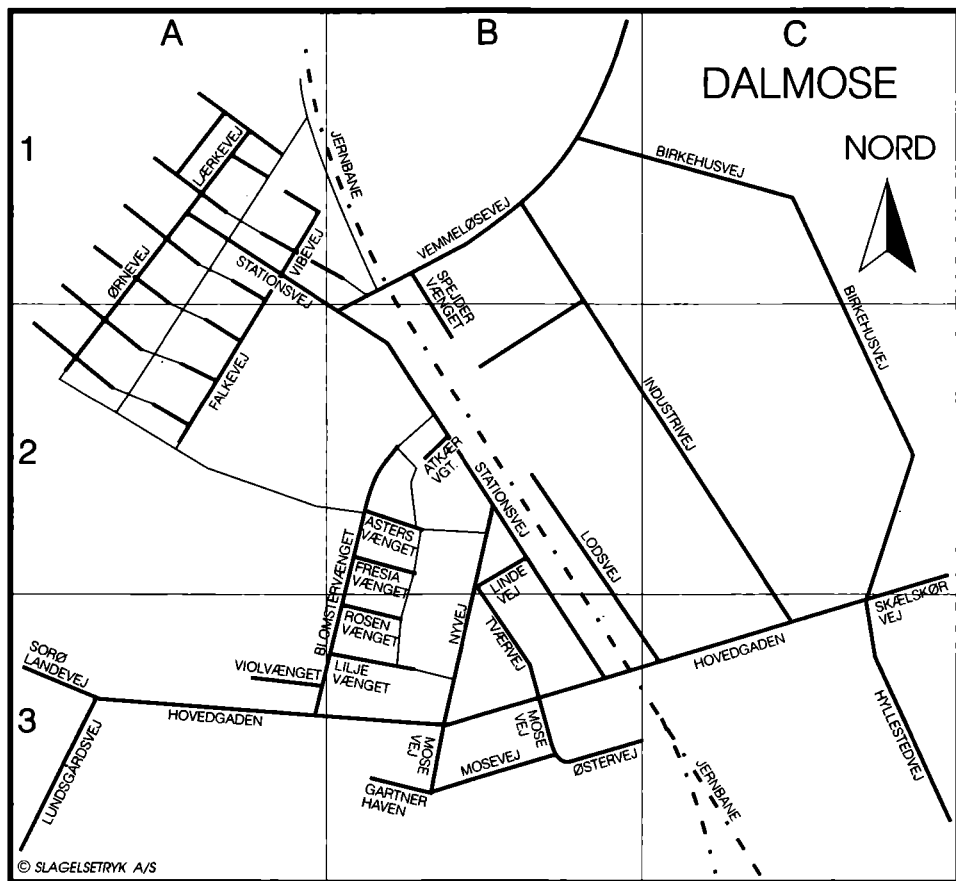 A
B
C
DALMOSE
NORD
1
2
3
LÆRKEVEJ
JERNBANE
BIRKEHUSVEJ
ØRNEVEJ
STATIONSVEJ
VIBEVEJ
VEMMELØSEVEJ
SPEJDER
VÆNGET
BIRKEHUSVEJ
FALKEVEJ
INDUSTRIVEJ
ATKÆR
VGT.
STATIONSVEJ
LODSVEJ
ASTERS
VÆNGET
FRESIA
VÆNGET
BLOMSTERVÆNGET
ROSEN
VÆNGET
LILJE
VÆNGET
NYVEJ
LINDE
VEJ
TVÆRVEJ
SKÆLSKØR
VEJ
SORØ
LANDEVEJ
VIOLVÆNGET
HOVEDGADEN
HOVEDGADEN
LUNDSGÅRDSVEJ
MOSE
VEJ
MOSE
VEJ
MOSEVEJ
ØSTERVEJ
GARTNER
HAVEN
JERNBANE
HYLLESTEDVEJ
© SLAGELSETRYK A/S